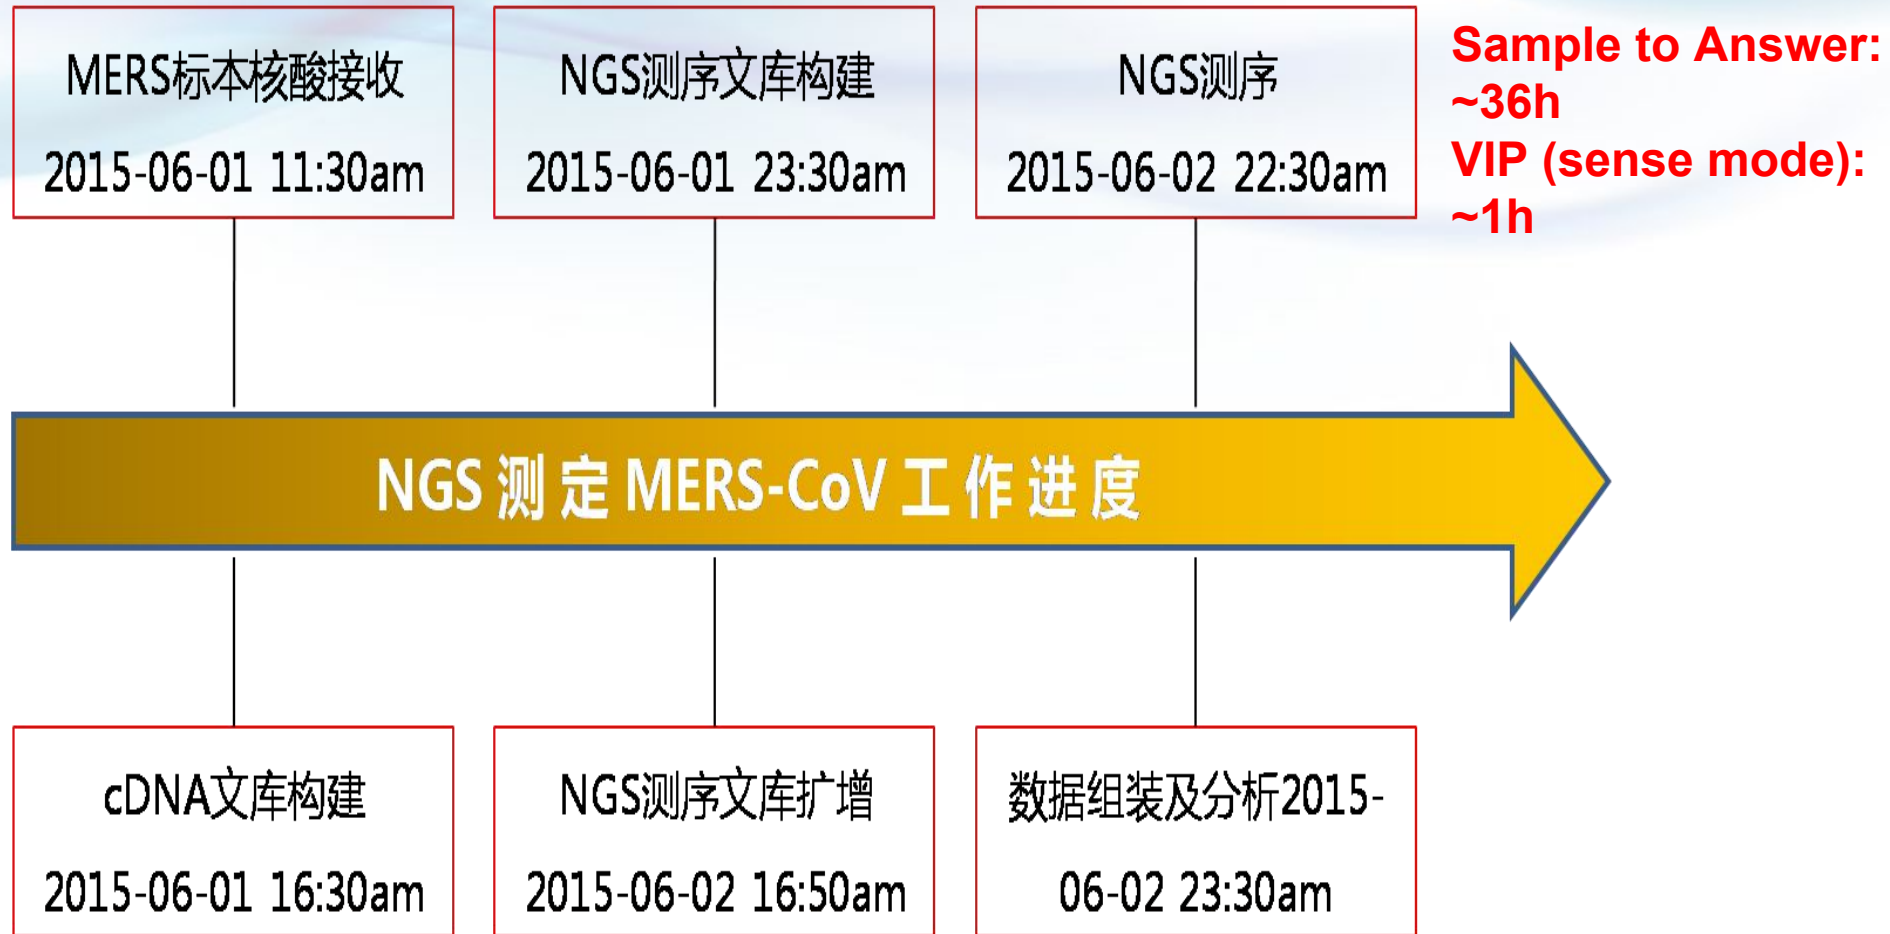 MERS标本核酸接收
2015-06-01 11:30am
NGS测序文库构建
2015-06-01 23:30am
NGS测序
2015-06-02 22:30am
Sample to Answer:
~36h
VIP (sense mode):
~1h
NGS 测 定 MERS-CoV 工 作 进 度
cDNA文库构建
2015-06-01 16:30am
NGS测序文库扩增
2015-06-02 16:50am
数据组装及分析2015-
06-02 23:30am